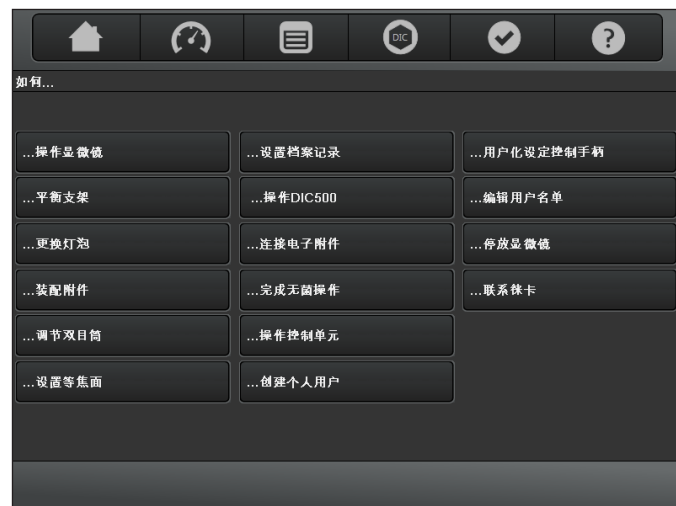 DIC
?
如何...
...操作显微镜
...设置档案记录
...用户化设定控制手柄
...平衡支架
...操作DIC500
...编辑用户名单
...更换灯泡
...连接电子附件
...停放显微镜
...装配附件
...完成无菌操作
...联系徕卡
...调节双目筒
...操作控制单元
...设置等焦面
...创建个人用户